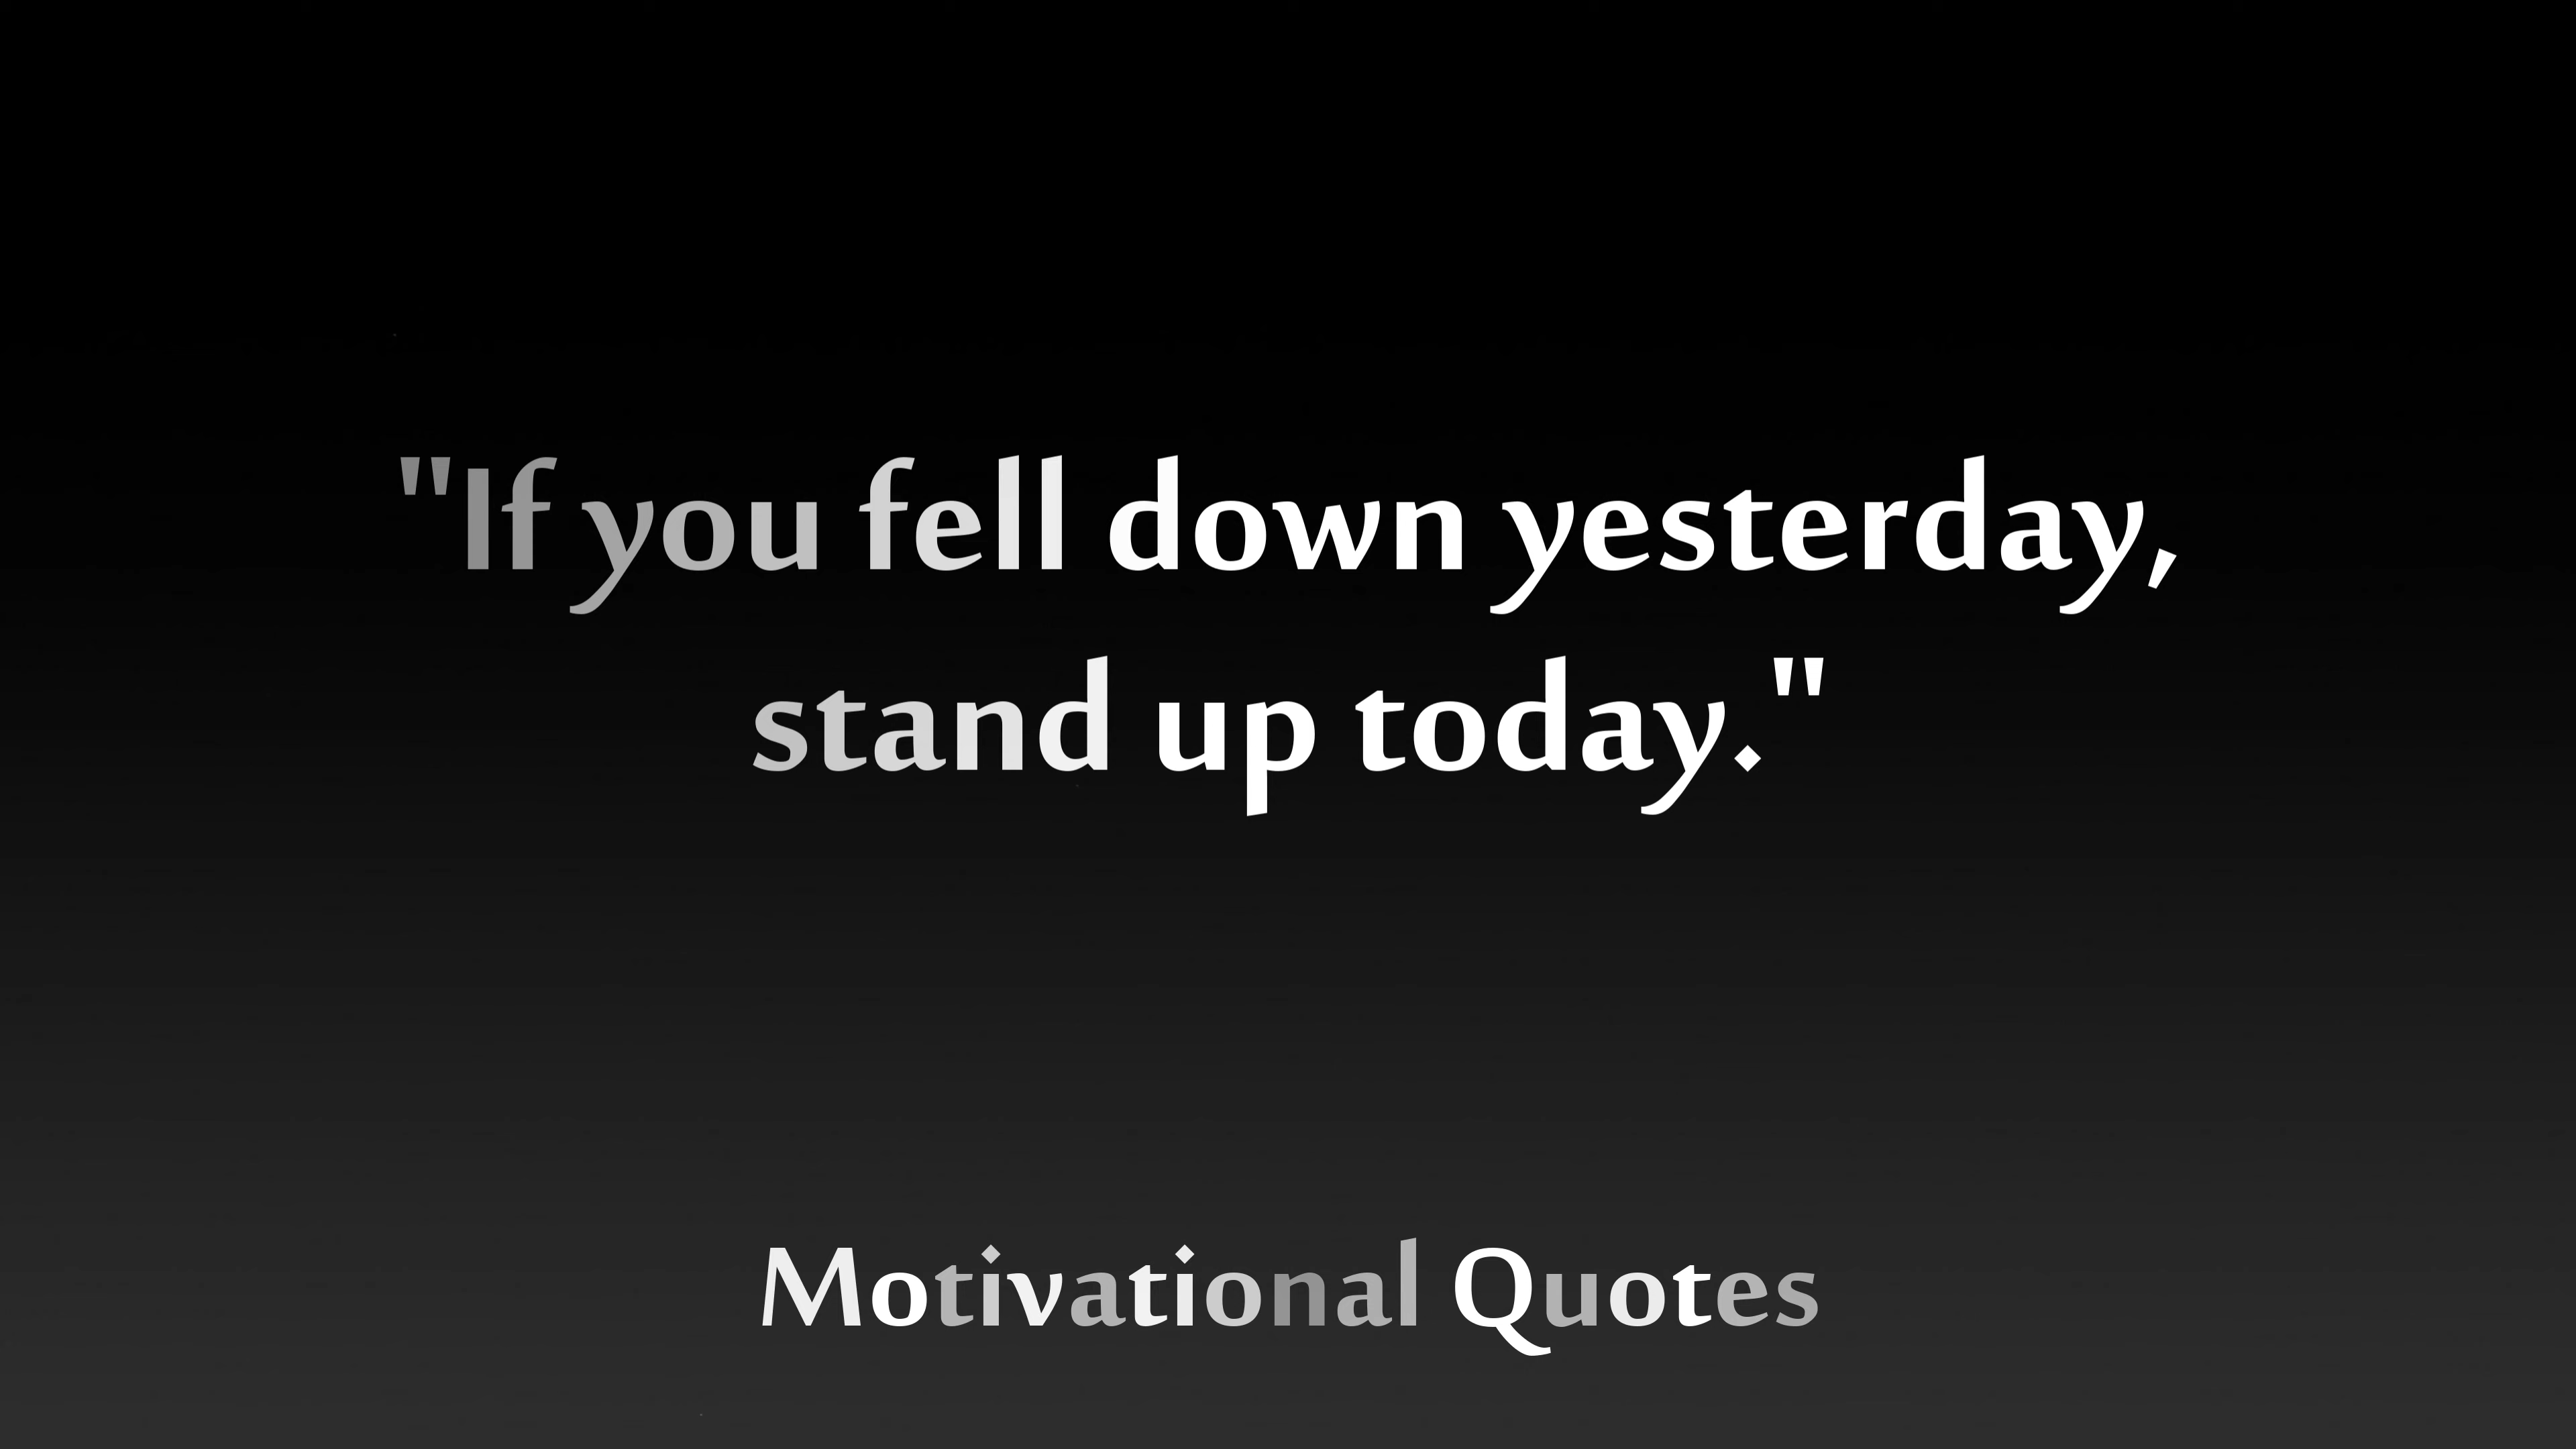 "If you fell down yesterday,
stand up today."
Motivational Quotes